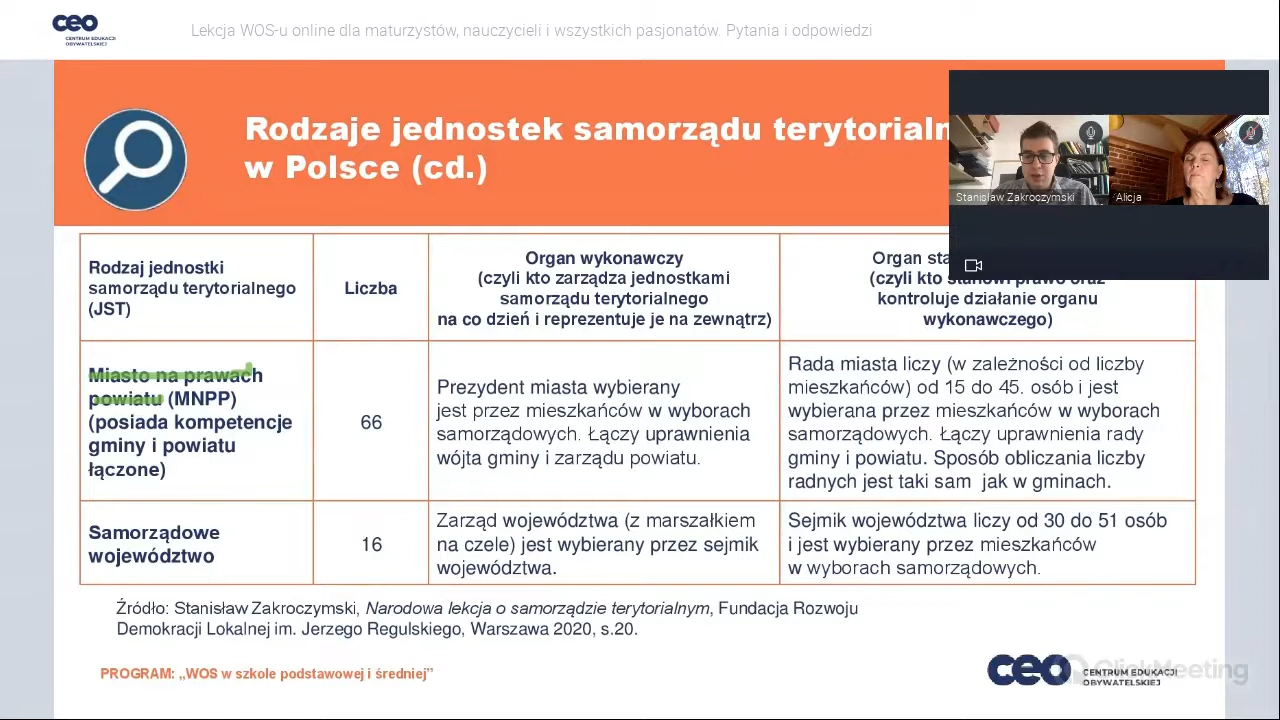 ceo
CENTRUM EDUKACJI
OBYWATELSKIEJ
Lekcja WOS-u online dla maturzystów, nauczycieli i wszystkich pasjonatów. Pytania i odpowiedzi
Rodzaje jednostek samorządu terytorialn
w Polsce (cd.)
Stanisław Zakroczymski
Alicja
Rodzaj jednostki
samorządu terytorialnego
(JST)
Liczba
Organ wykonawczy
(czyli kto zarządza jednostkami
samorządu terytorialnego
na co dzień i reprezentuje je na zewnątrz)
Organ
(czyli kto stanowi prawo oraz
kontroluje działanie organu
wykonawczego)
Miasto na prawach
powiatu (MNPP)
(posiada kompetencje
gminy i powiatu
łączone)
66
Prezydent miasta wybierany
jest przez mieszkańców w wyborach
samorządowych. Łączy uprawnienia
wójta gminy i zarządu powiatu.
Rada miasta liczy (w zależności od liczby
mieszkańców) od 15 do 45. osób i jest
wybierana przez mieszkańców w wyborach
samorządowych. Łączy uprawnienia rady
gminy i powiatu. Sposób obliczania liczby
radnych jest taki sam jak w gminach.
Samorządowe
województwo
16
Zarząd województwa (z marszałkiem
na czele) jest wybierany przez sejmik
województwa.
Sejmik województwa liczy od 30 do 51 osób
i jest wybierany przez mieszkańców
w wyborach samorządowych.
Źródło: Stanisław Zakroczymski, Narodowa lekcja o samorządzie terytorialnym, Fundacja Rozwoju
Demokracji Lokalnej im. Jerzego Regulskiego, Warszawa 2020, s.20.
PROGRAM: „WOS w szkole podstawowej i średniej”
ceo
CENTRUM EDUKACJI
OBYWATELSKIEJ
ClickMeeting